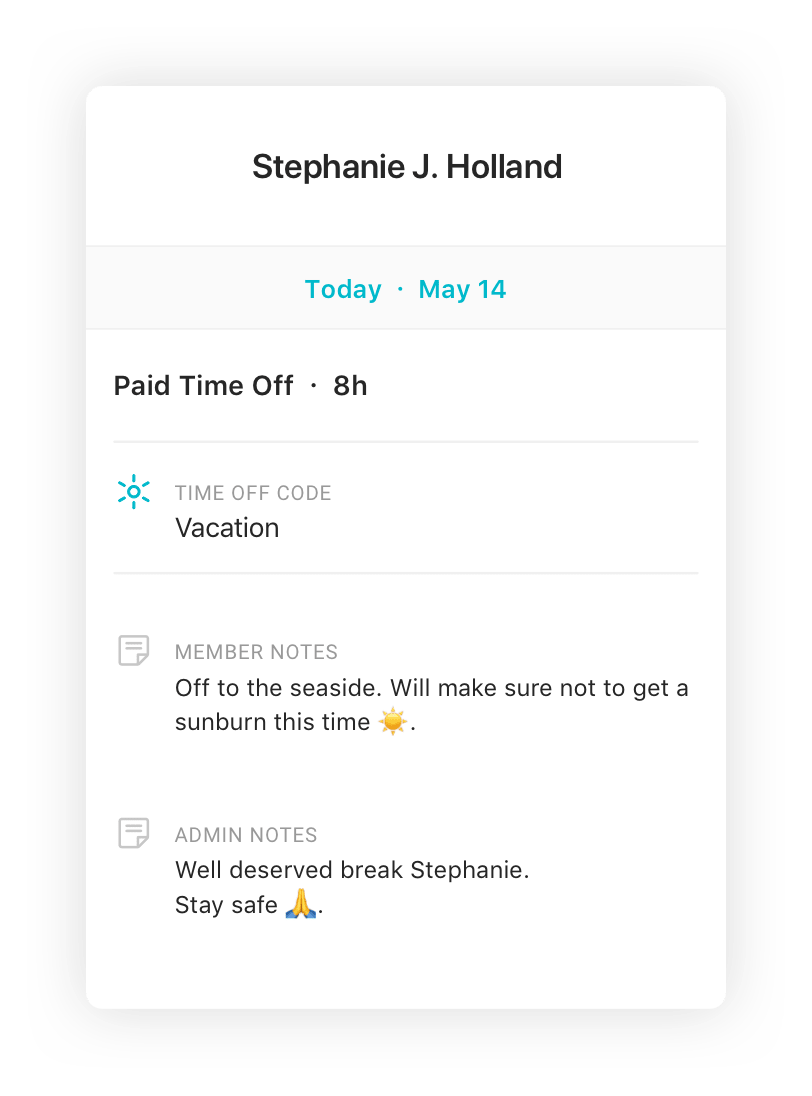 Stephanie J. Holland
Today · May 14
Paid Time Off · 8h
TIME OFF CODE
Vacation
MEMBER NOTES
Off to the seaside. Will make sure not to get a
sunburn this time ☀️.
ADMIN NOTES
Well deserved break Stephanie.
Stay safe 🙏.